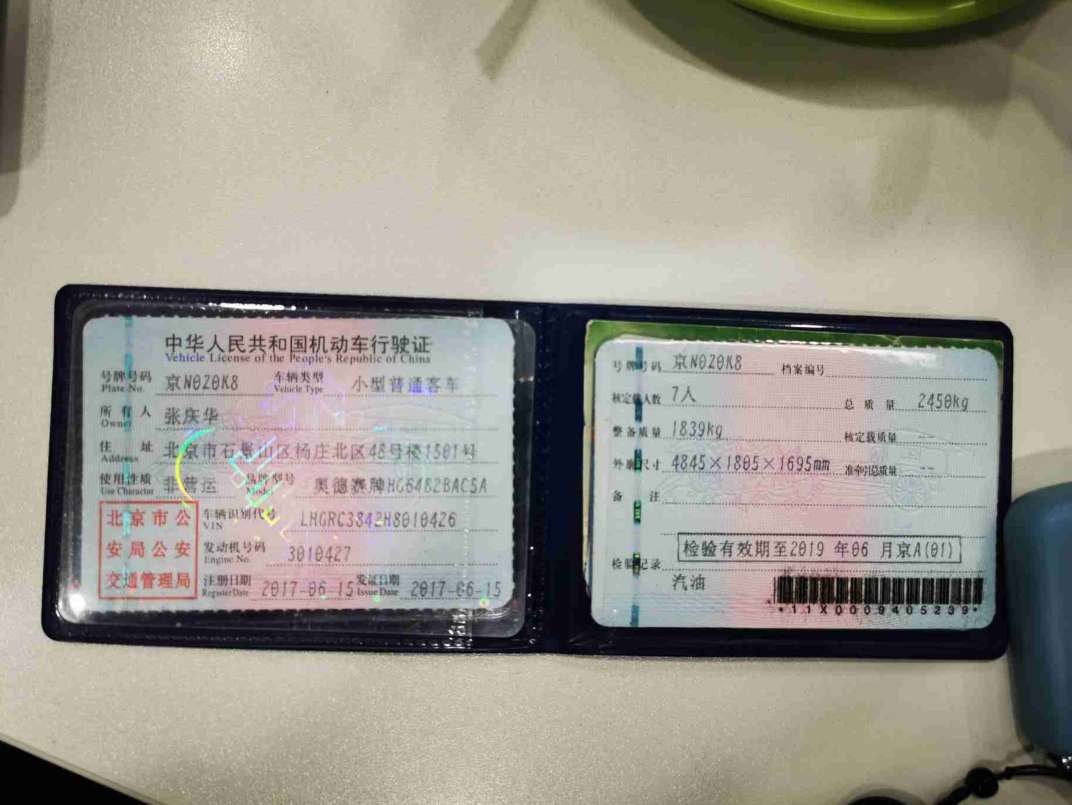 中华人民共和国机动车行驶证
Vehicle License of the People's Republic of China
号牌号码 京N0Z0K8 车辆类型 小型普通客车
Plate No. Vehicle Type
所有人 张庆华
Owner
住址 北京市石景山区杨庄北区48号楼1501号
Address
使用性质 非营运 品牌型号 奥德赛牌HG6482BAC5A
Use Character Model
北京市公
安局公安
交通管理局
车辆识别代号 LHGRC3842H8010426
VIN
发动机号码 3010427
Engine No.
注册日期 2017-06-15 发证日期 2017-06-15
Register Date Issue Date
号牌号码 京N0Z0K8 档案编号
核定载人数 7人 总质量 2450kg
整备质量 1839kg 核定载质量 --
外廓尺寸 4845×1805×1695mm 准牵引总质量 --
备注
检验有效期至2019 年06 月京A(01)
检验记录
汽油
*11X0009405239*